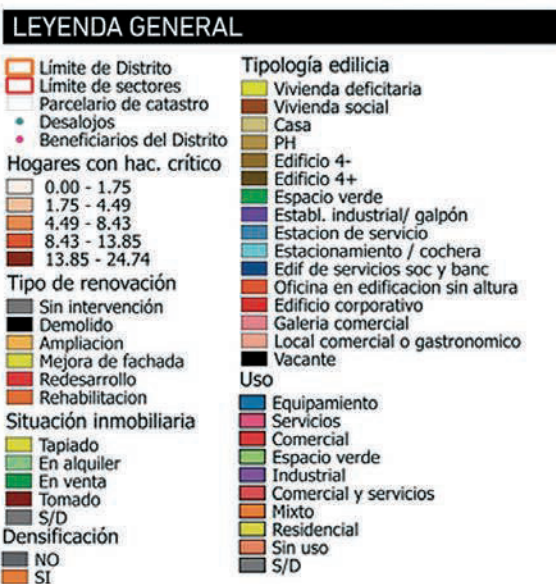 LEYENDA GENERAL
Límite de Distrito
Límite de sectores
Parcelario de catastro
Desalojos
Beneficiarios del Distrito
Hogares con hac. crítico
0.00 - 1.75
1.75 - 4.49
4.49 - 8.43
8.43 - 13.85
13.85 - 24.74
Tipo de renovación
Sin intervención
Demolido
Ampliacion
Mejora de fachada
Redesarrollo
Rehabilitacion
Situación inmobiliaria
Tapiado
En alquiler
En venta
Tomado
S/D
Densificación
NO
SI
Tipología edilicia
Vivienda deficitaria
Vivienda social
Casa
PH
Edificio 4-
Edificio 4+
Espacio verde
Establ. industrial/ galpón
Estacion de servicio
Estacionamiento / cochera
Edif de servicios soc y banc
Oficina en edificacion sin altura
Edificio corporativo
Galeria comercial
Local comercial o gastronomico
Vacante
Uso
Equipamiento
Servicios
Comercial
Espacio verde
Industrial
Comercial y servicios
Mixto
Residencial
Sin uso
S/D